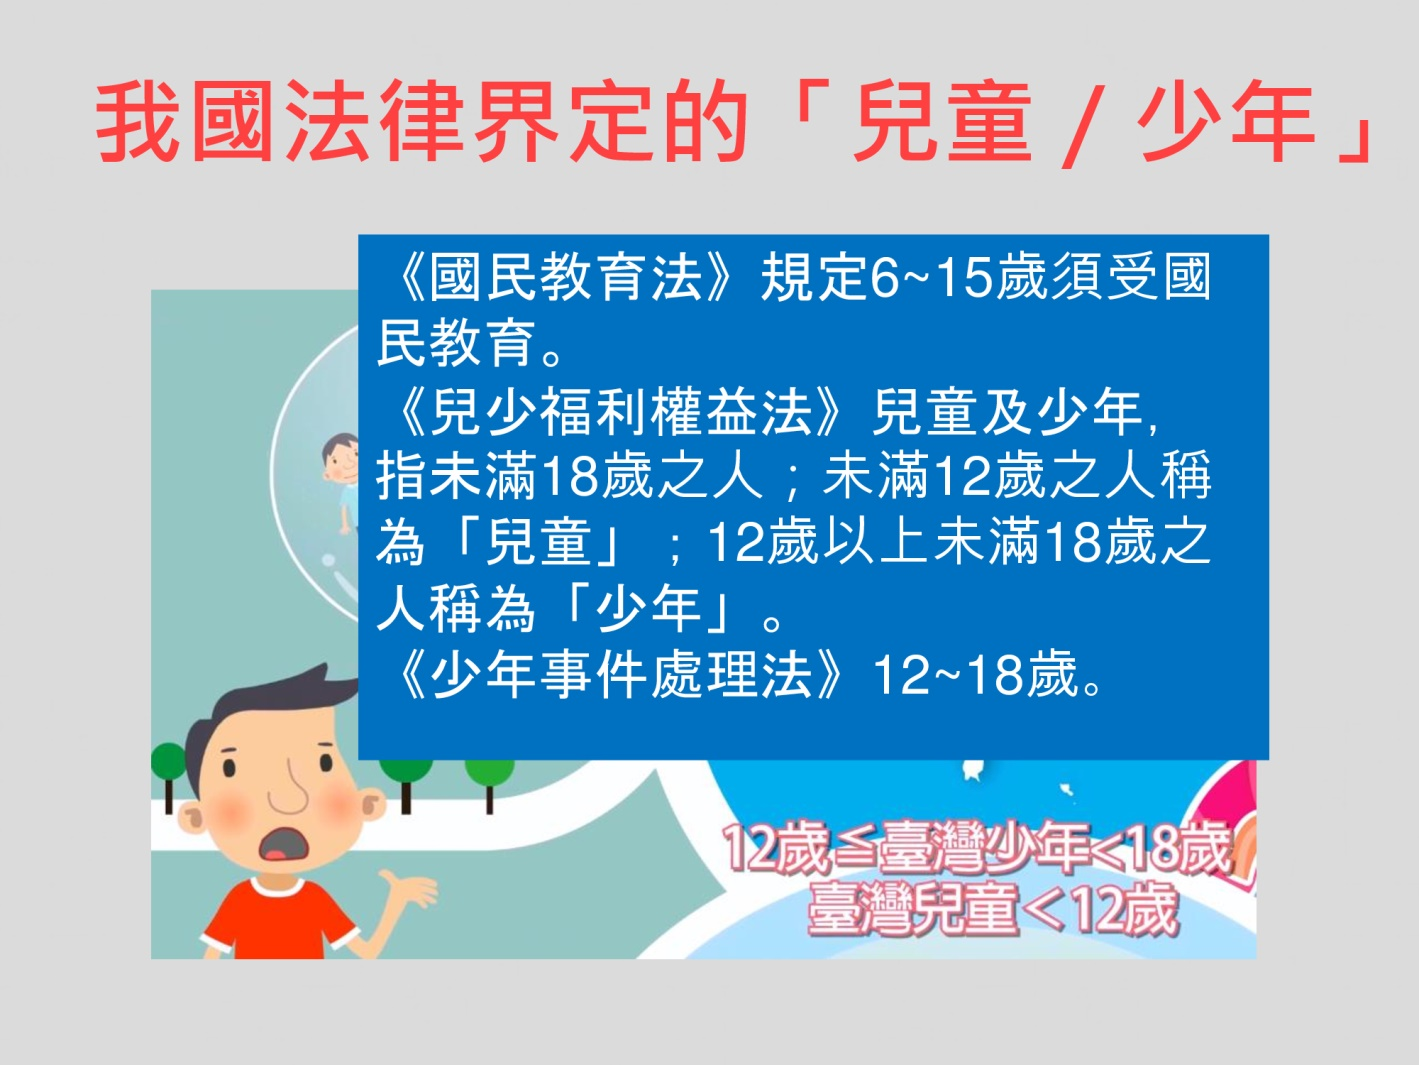 我國法律界定的「兒童／少年」
《國民教育法》規定6~15歲須受國
民教育。
《兒少福利權益法》兒童及少年,
指未滿18歲之人；未滿12歲之人稱
為「兒童」；12歲以上未滿18歲之
人稱為「少年」。
《少年事件處理法》12~18歲。
12歲≦臺灣少年<18歲
臺灣兒童＜12歲